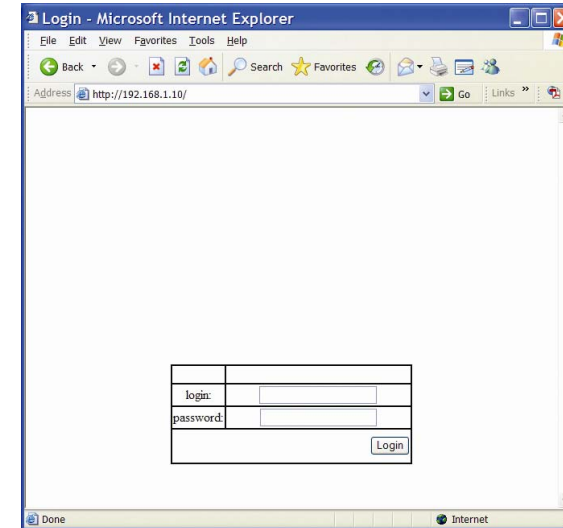 Login - Microsoft Internet Explorer
File Edit View Favorites Tools Help
Back Search Favorites
Address http://192.168.1.10/ Go Links »
login:
password:
Login
Done Internet